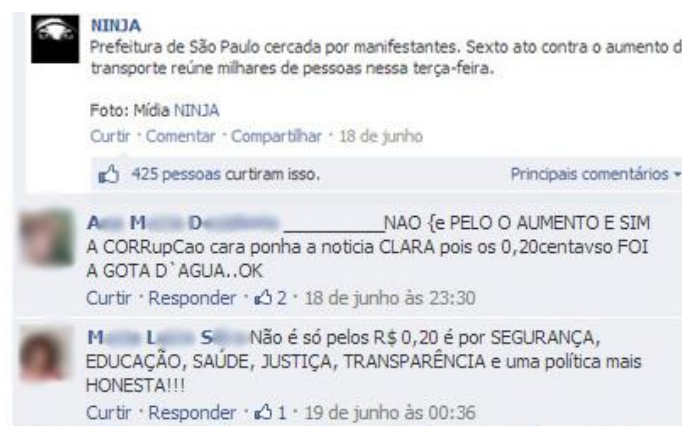 NINJA
Prefeitura de São Paulo cercada por manifestantes. Sexto ato contra o aumento d
transporte reúne milhares de pessoas nessa terça-feira.
Foto: Mídia NINJA
Curtir · Comentar · Compartilhar · 18 de junho
425 pessoas curtiram isso. Principais comentários
__________NAO {e PELO O AUMENTO E SIM
A CORRupCao cara ponha a noticia CLARA pois os 0,20centavso FOI
A GOTA D`AGUA..OK
Curtir · Responder · 2 · 18 de junho às 23:30
Não é só pelos R$ 0,20 é por SEGURANÇA,
EDUCAÇÃO, SAÚDE, JUSTIÇA, TRANSPARÊNCIA e uma política mais
HONESTA!!!
Curtir · Responder · 1 · 19 de junho às 00:36